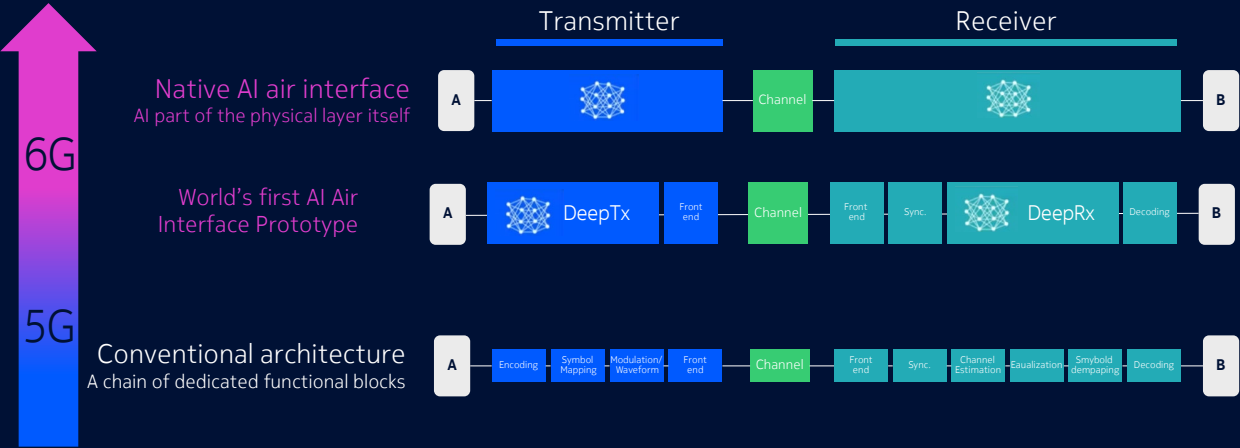 Transmitter
Receiver
Native AI air interface
AI part of the physical layer itself
A
Channel
B
6G
World's first AI Air
Interface Prototype
A
DeepTx
Front
end
Channel
Front
end
Sync.
DeepRx
Decoding
B
5G
Conventional architecture
A chain of dedicated functional blocks
A
Encoding
Symbol
Mapping
Modulation/
Waveform
Front
end
Channel
Front
end
Sync.
Channel
Estimation
Eaualization
Smybold
dempaping
Decoding
B